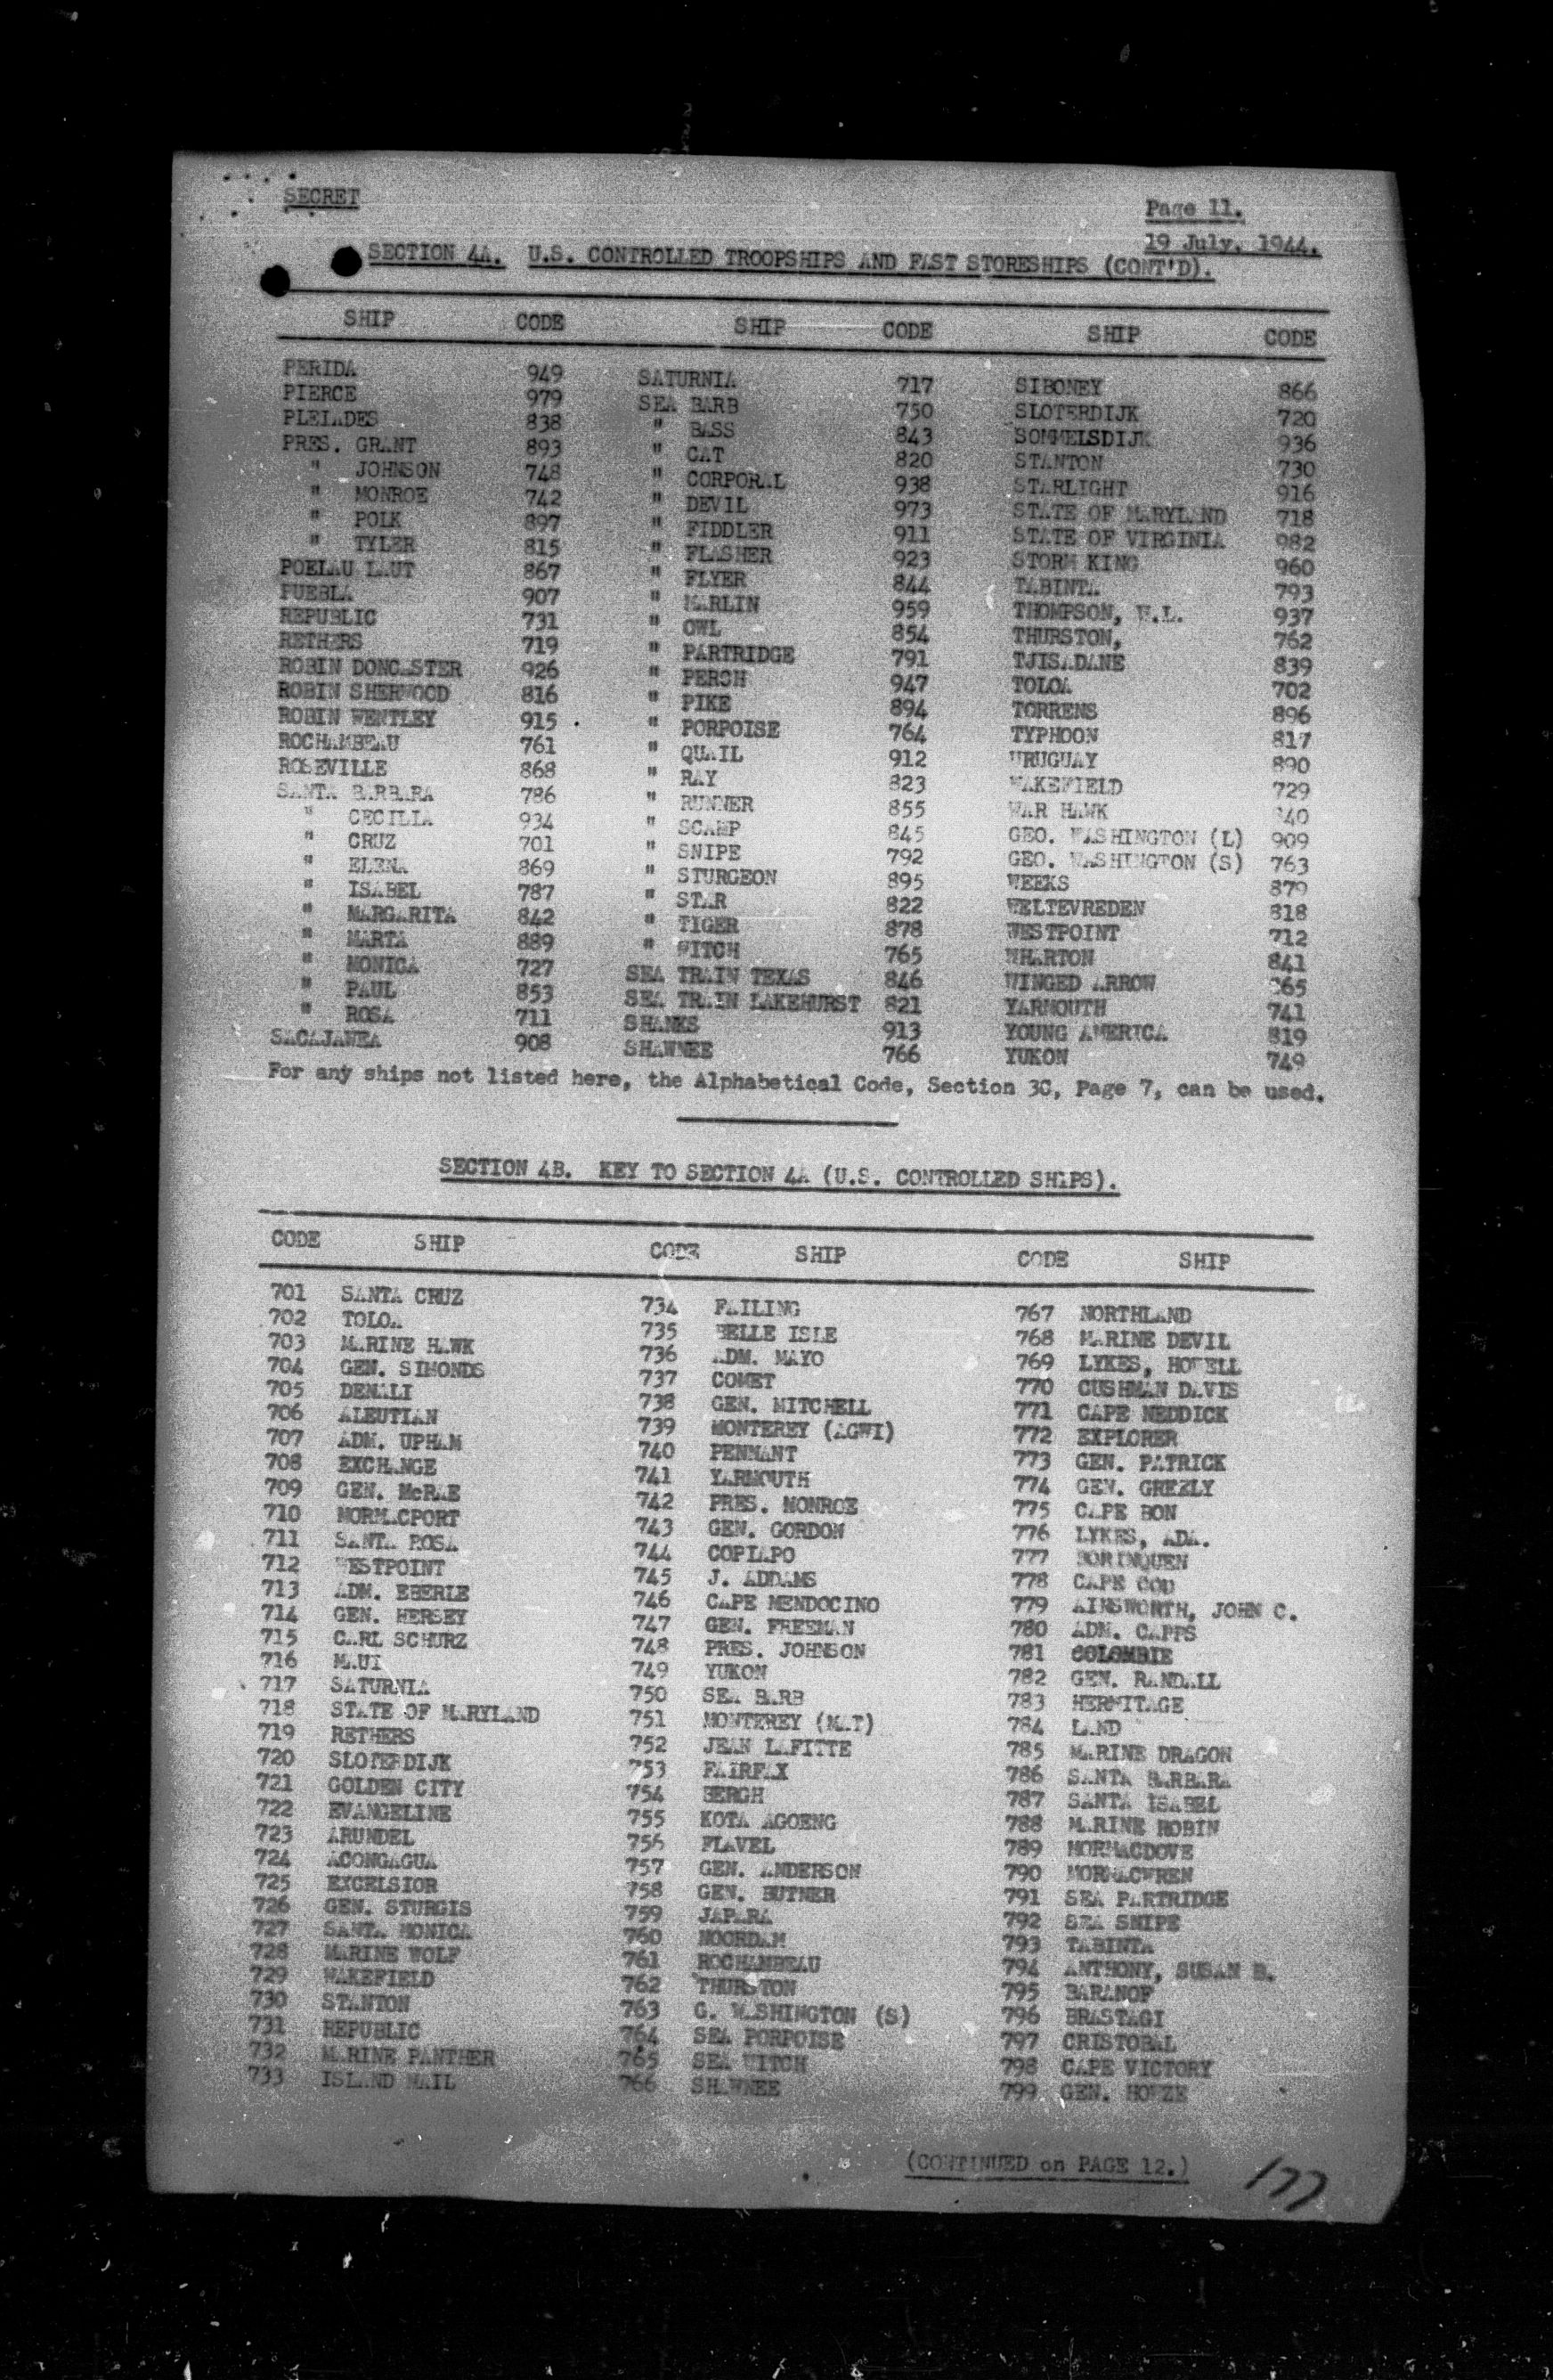 SECRET
Page 11.
19 July, 1944.
SECTION 4A. U.S. CONTROLLED TROOPSHIPS AND FAST STORESHIPS (CONT'D).
SHIP CODE SHIP CODE SHIP CODE
PERIDA 949 SATURNIA 717 SIBONEY 866
PIERCE 979 SEA BARB 750 SLOTERDIJK 720
PLEIADES 838 " BASS 843 SOMMELSDIJK 936
PRES. GRANT 893 " CAT 820 STANTON 730
" JOHNSON 748 " CORPORAL 938 STARLIGHT 916
" MONROE 742 " DEVIL 973 STATE OF MARYLAND 718
" POLK 897 " FIDDLER 911 STATE OF VIRGINIA 982
" TYLER 815 " FLASHER 923 STORM KING 960
POELAU LAUT 867 " FLYER 844 TABINTA 793
PUEBLA 907 " MARLIN 959 THOMPSON, W.L. 937
REPUBLIC 731 " OWL 854 THURSTON, 762
RETHERS 719 " PARTRIDGE 791 TJISADANE 839
ROBIN DONCASTER 926 " PERCH 947 TOLOA 702
ROBIN SHERWOOD 816 " PIKE 894 TORRENS 896
ROBIN WENTLEY 915 " PORPOISE 764 TYPHOON 817
ROCHAMBEAU 761 " QUAIL 912 URUGUAY 890
ROSEVILLE 868 " RAY 823 WAKEFIELD 729
SANTA BARBARA 786 " RUNNER 855 WAR HAWK 40
" CECILIA 934 " SCAMP 845 GEO. WASHINGTON (L) 909
" CRUZ 701 " SNIPE 792 GEO. WASHINGTON (S) 763
" ELENA 869 " STURGEON 895 WEEKS 879
" ISABEL 787 " STAR 822 WELTEVREDEN 818
" MARGARITA 842 " TIGER 878 WESTPOINT 712
" MARTA 889 " WITCH 765 WHARTON 841
" MONICA 727 SEA TRAIN TEXAS 846 WINGED ARROW 65
" PAUL 853 SEA TRAIN LAKEHURST 821 YARMOUTH 741
" ROSA 711 SHANKS 913 YOUNG AMERICA 819
SACAJAWEA 908 SHAWNEE 766 YUKON 749
For any ships not listed here, the Alphabetical Code, Section 3C, Page 7, can be used.
SECTION 4B. KEY TO SECTION 4A (U.S. CONTROLLED SHIPS).
CODE SHIP CODE SHIP CODE SHIP
701 SANTA CRUZ 734 FAILING 767 NORTHLAND
702 TOLOA 735 BELLE ISLE 768 MARINE DEVIL
703 MARINE HAWK 736 ADM. MAYO 769 LYKES, HOWELL
704 GEN. SIMONDS 737 COMET 770 CUSHMAN DAVIS
705 DENALI 738 GEN. MITCHELL 771 CAPE NEDDICK
706 ALEUTIAN 739 MONTEREY (AGWI) 772 EXPLORER
707 ADM. UPHAM 740 PENNANT 773 GEN. PATRICK
708 EXCHANGE 741 YARMOUTH 774 GEN. GREELY
709 GEN. McRAE 742 PRES. MONROE 775 CAPE BON
710 MORMACPORT 743 GEN. GORDON 776 LYKES, ADA.
711 SANTA ROSA 744 COPIAPO 777 BORINQUEN
712 WESTPOINT 745 J. ADDAMS 778 CAPE COD
713 ADM. EBERLE 746 CAPE MENDOCINO 779 AINSWORTH, JOHN C.
714 GEN. HERSEY 747 GEN. FREEMAN 780 ADM. CAPPS
715 CARL SCHURZ 748 PRES. JOHNSON 781 COLOMBIE
716 MAUI 749 YUKON 782 GEN. RANDALL
717 SATURNIA 750 SEA BARB 783 HERMITAGE
718 STATE OF MARYLAND 751 MONTEREY (MAT) 784 LAND
719 RETHERS 752 JEAN LAFITTE 785 MARINE DRAGON
720 SLOTERDIJK 753 FAIRFAX 786 SANTA BARBARA
721 GOLDEN CITY 754 BERGH 787 SANTA ISABEL
722 EVANGELINE 755 KOTA AGOENG 788 MARINE ROBIN
723 ARUNDEL 756 FLAVEL 789 MORMACDOVE
724 ACONGAGUA 757 GEN. ANDERSON 790 MORMACWREN
725 EXCELSIOR 758 GEN. BUTNER 791 SEA PARTRIDGE
726 GEN. STURGIS 759 JAPARA 792 SEA SNIPE
727 SANTA MONICA 760 NOORDAM 793 TABINTA
728 MARINE WOLF 761 ROCHAMBEAU 794 ANTHONY, SUSAN B.
729 WAKEFIELD 762 THURSTON 795 BARANOF
730 STANTON 763 G. WASHINGTON (S) 796 BRASTAGI
731 REPUBLIC 764 SEA PORPOISE 797 CRISTOBAL
732 MARINE PANTHER 765 SEA WITCH 798 CAPE VICTORY
733 ISLAND MAIL 766 SHAWNEE 799 GEN. HOWZE
(CONTINUED on PAGE 12.)
177